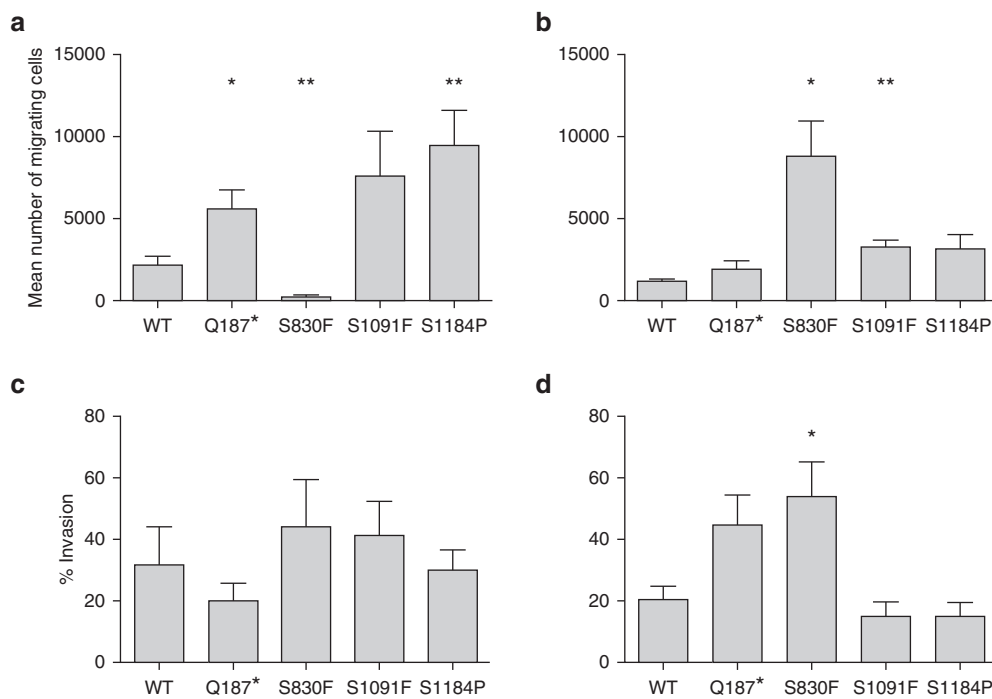 a
b
15000
10000
5000
0
Mean number of migrating cells
* ** **
WT Q187* S830F S1091F S1184P
15000
10000
5000
0
* **
WT Q187* S830F S1091F S1184P
c
d
80
60
40
20
0
% Invasion
WT Q187* S830F S1091F S1184P
80
60
40
20
0
*
WT Q187* S830F S1091F S1184P